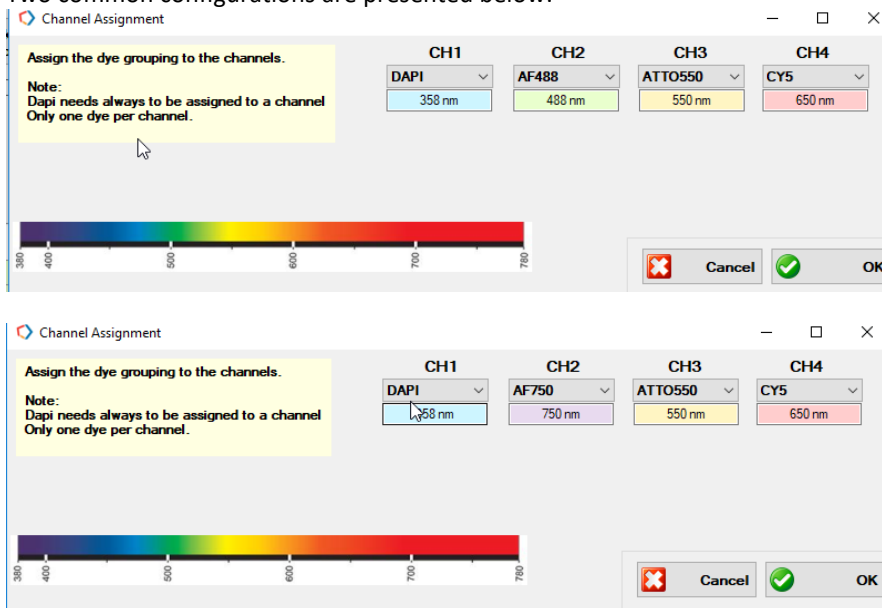 Two common configurations are presented below:
Channel Assignment
Assign the dye grouping to the channels.
Note:
Dapi needs always to be assigned to a channel
Only one dye per channel.
CH1 CH2 CH3 CH4
DAPI AF488 ATTO550 CY5
358 nm 488 nm 550 nm 650 nm
380 400 500 600 700 780
Cancel OK
Channel Assignment
Assign the dye grouping to the channels.
Note:
Dapi needs always to be assigned to a channel
Only one dye per channel.
CH1 CH2 CH3 CH4
DAPI AF750 ATTO550 CY5
58 nm 750 nm 550 nm 650 nm
380 400 500 600 700 780
Cancel OK